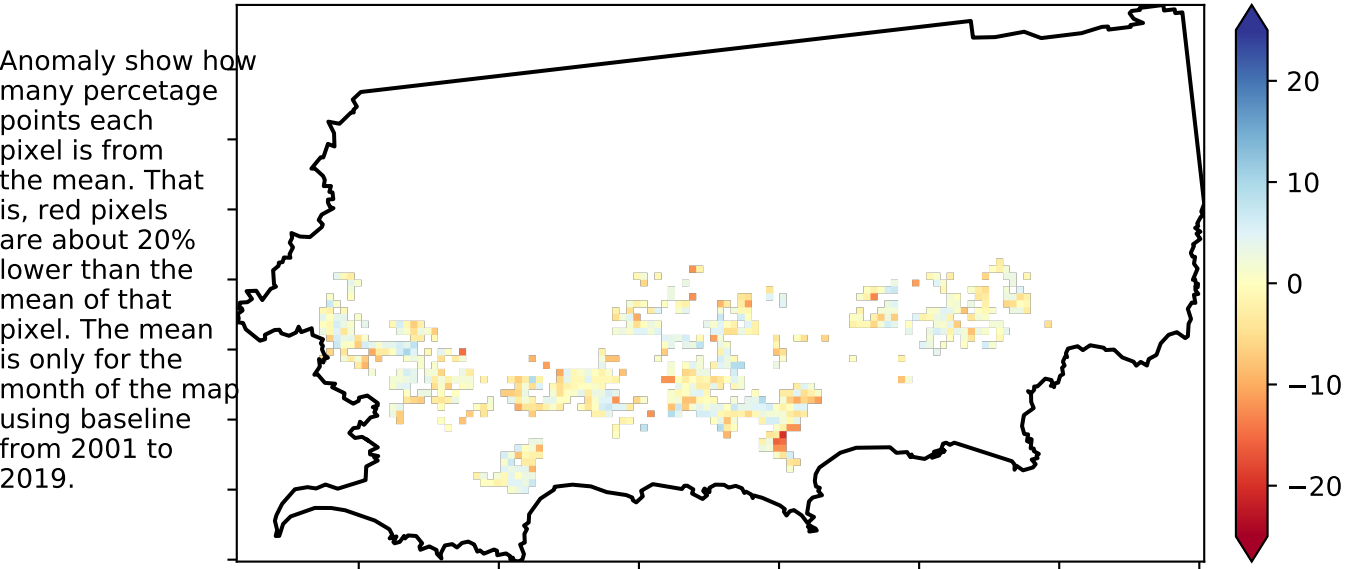 Anomaly show how
many percetage
points each
pixel is from
the mean. That
is, red pixels
are about 20%
lower than the
mean of that
pixel. The mean
is only for the
month of the map
using baseline
from 2001 to
2019.
20
10
0
−10
−20